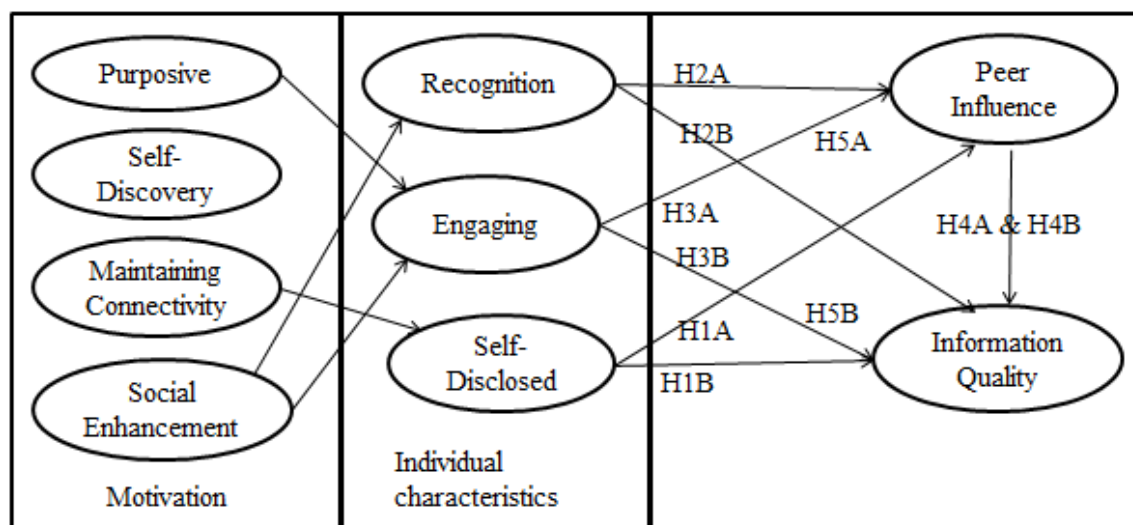 Purposive
Self-
Discovery
Maintaining
Connectivity
Social
Enhancement
Motivation
Recognition
Engaging
Self-
Disclosed
Individual
characteristics
H2A
H2B
H5A
H3A
H3B
H5B
H1A
H1B
Peer
Influence
H4A & H4B
Information
Quality